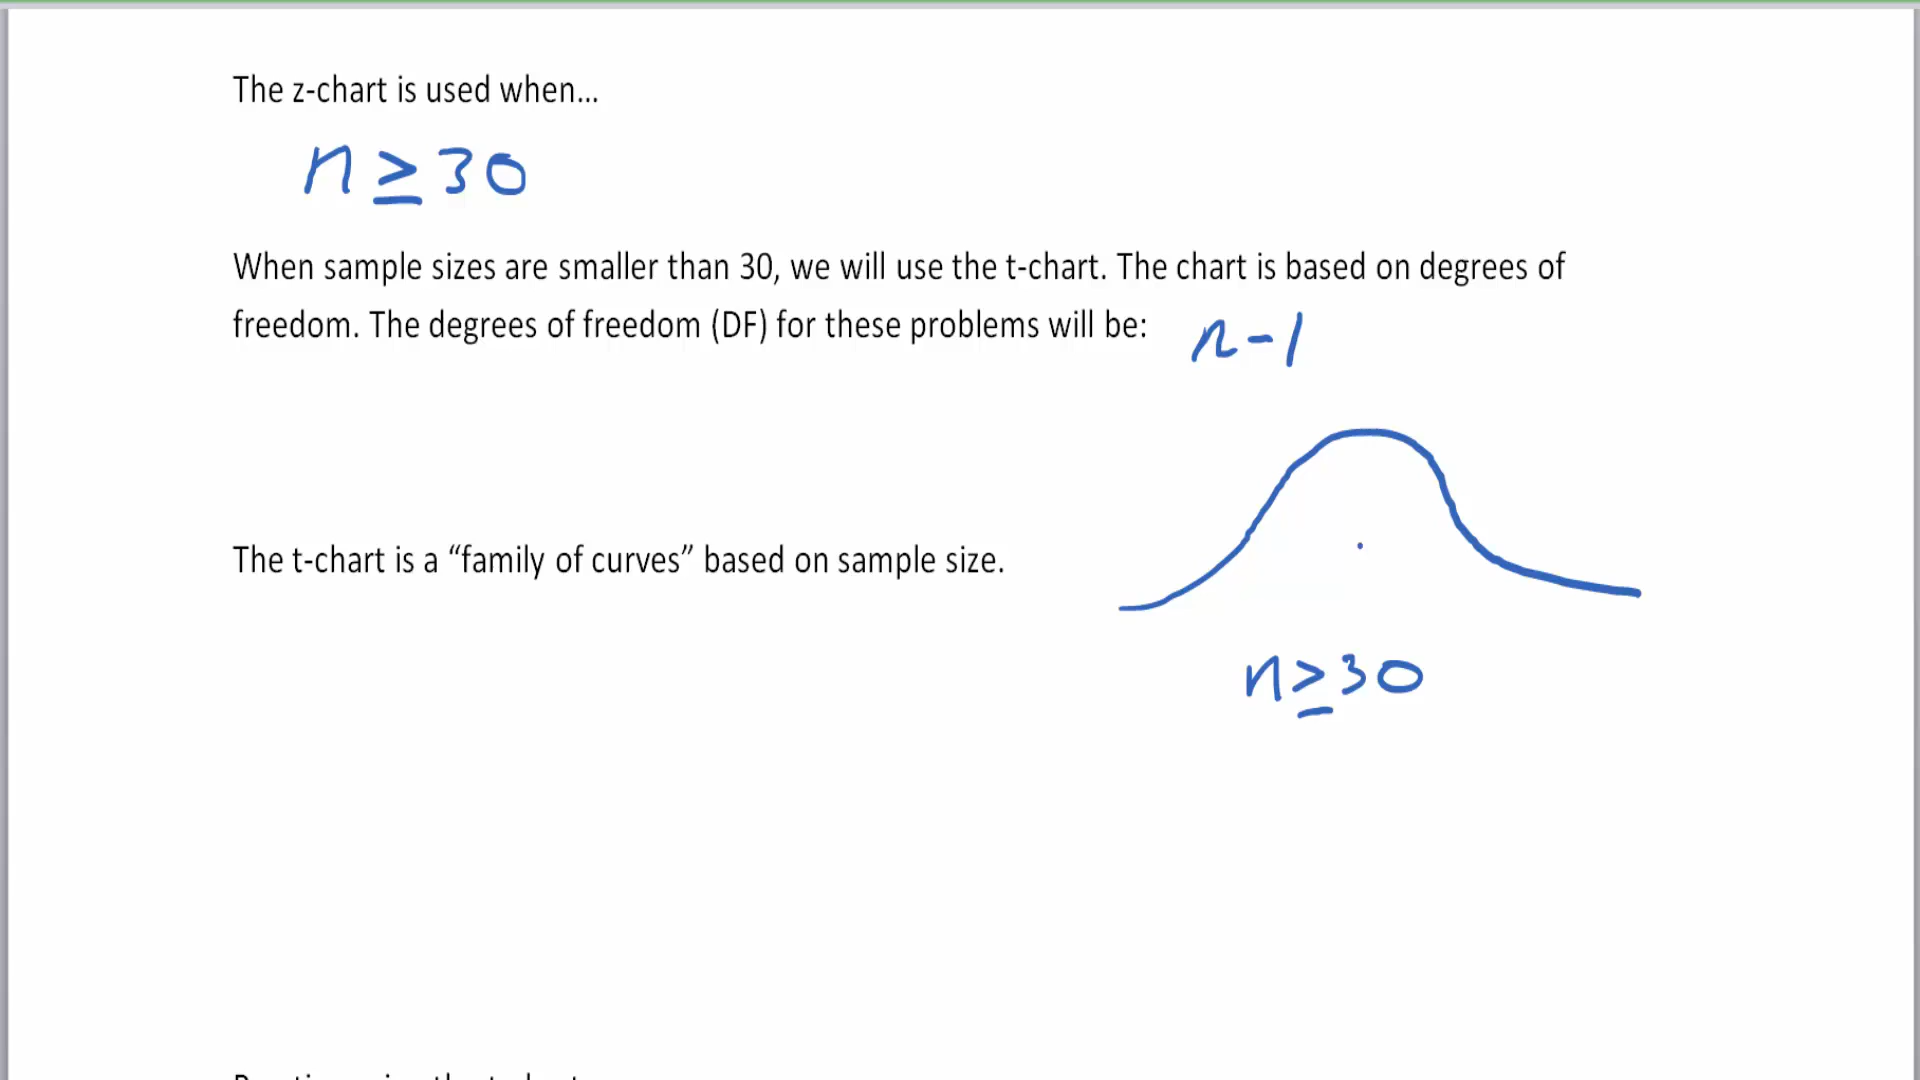 The z-chart is used when...
n ≥ 30
When sample sizes are smaller than 30, we will use the t-chart. The chart is based on degrees of
freedom. The degrees of freedom (DF) for these problems will be: n-1
The t-chart is a “family of curves” based on sample size.
n ≥ 30